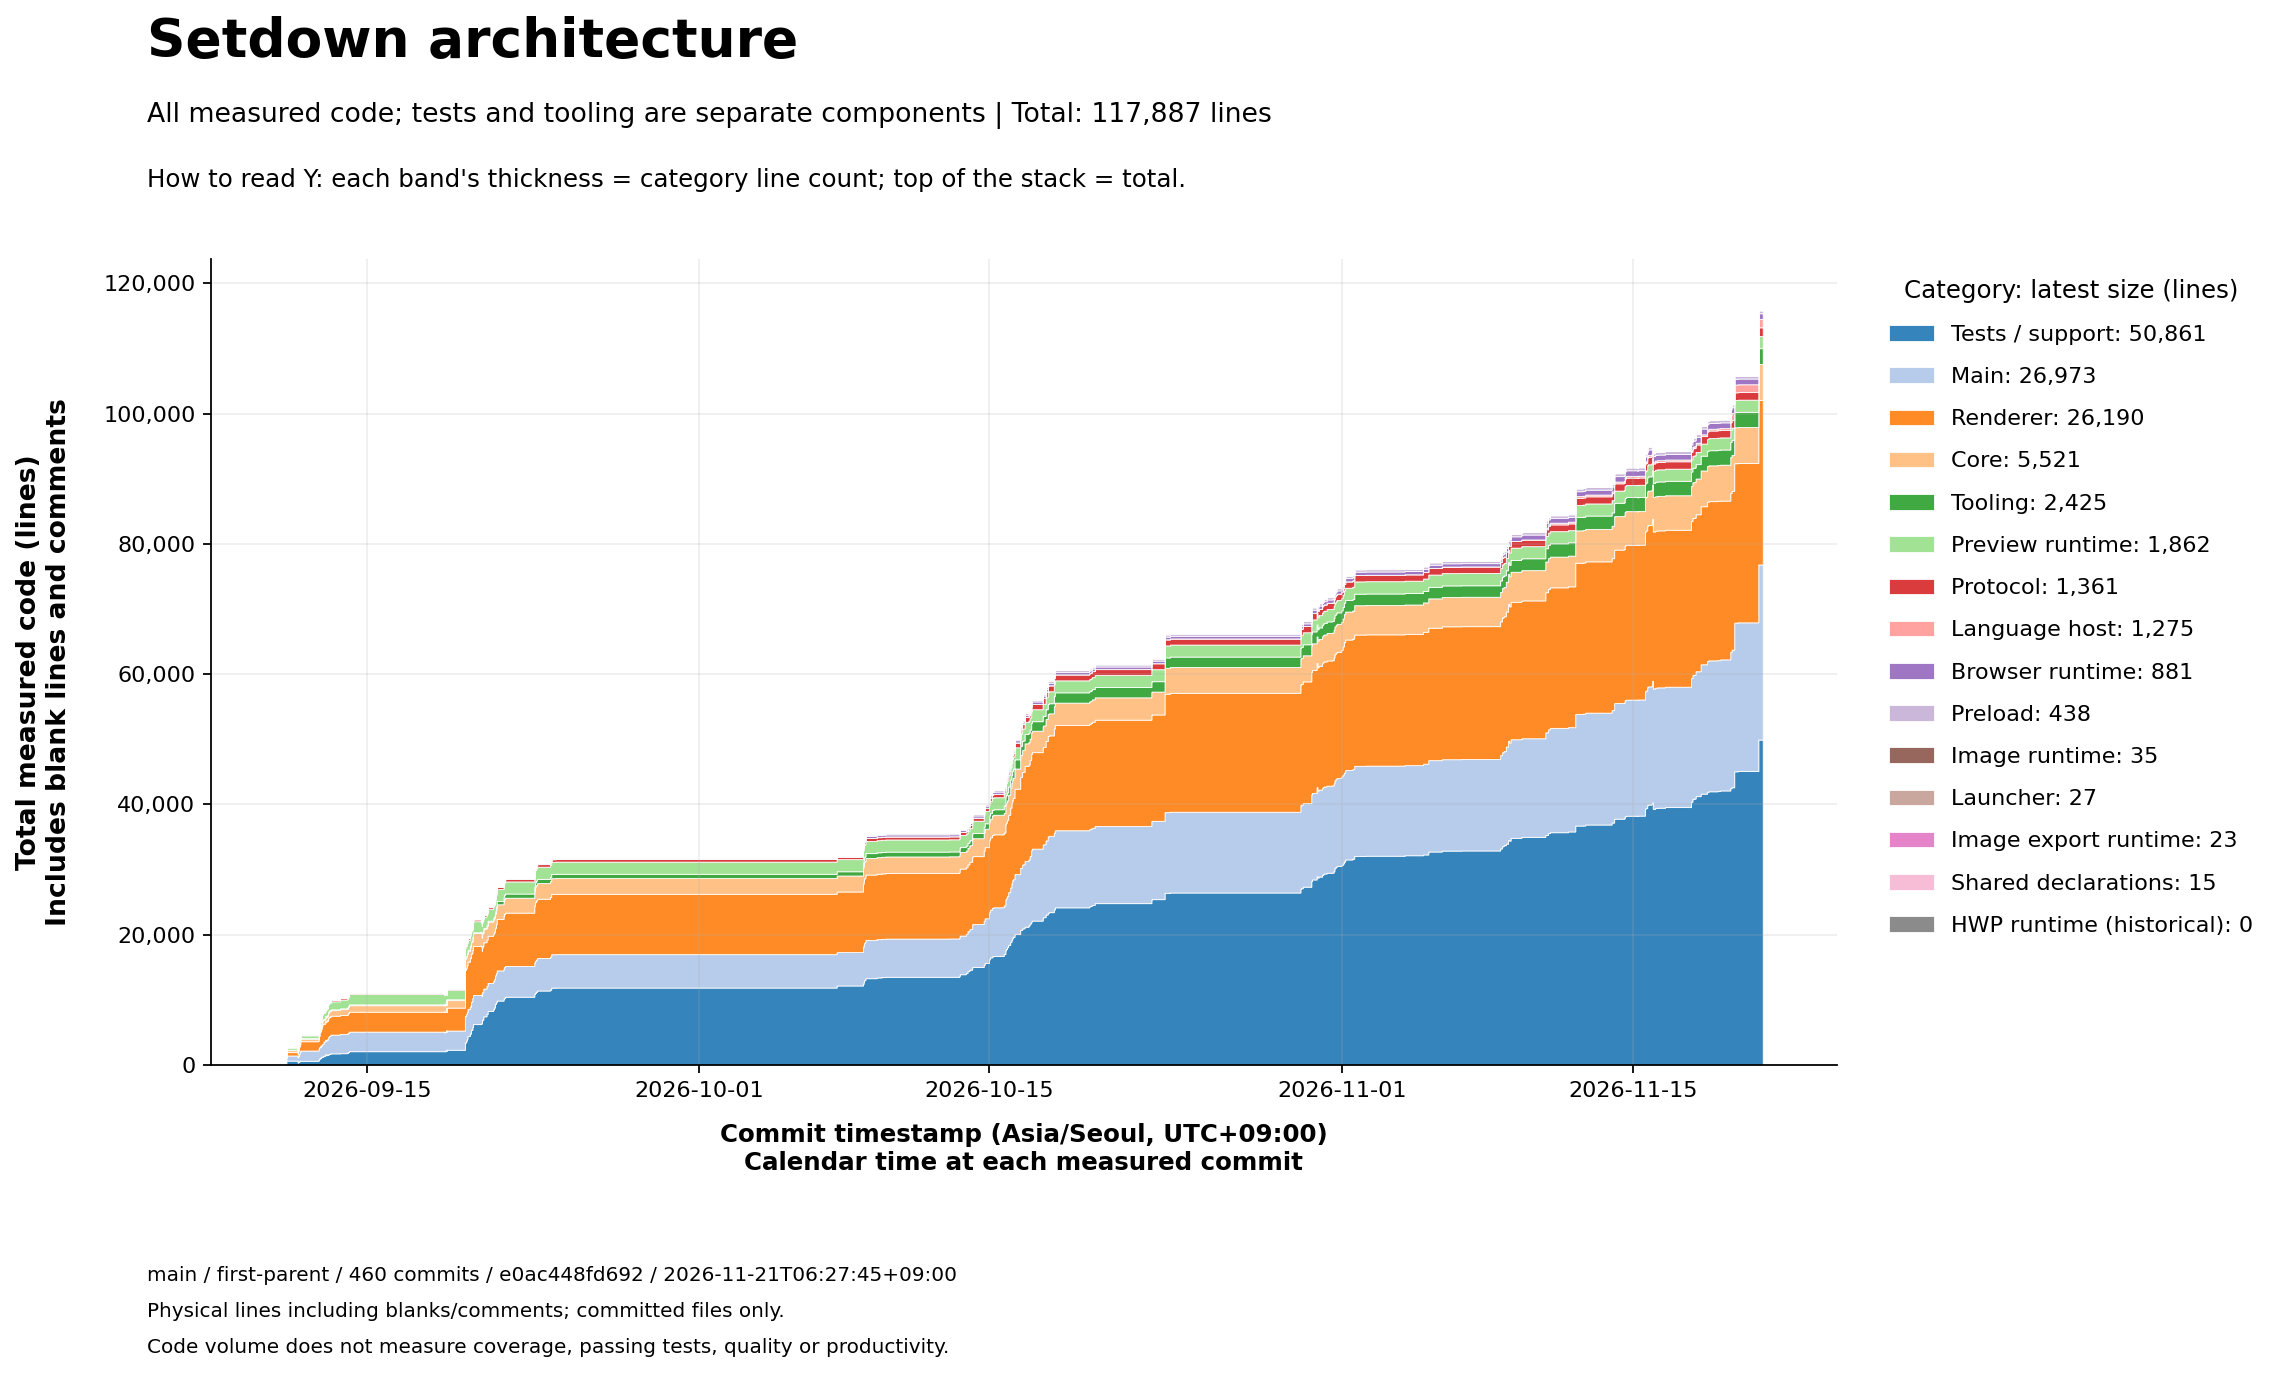 Setdown architecture
All measured code; tests and tooling are separate components | Total: 117,887 lines
How to read Y: each band's thickness = category line count; top of the stack = total.
Total measured code (lines)
Includes blank lines and comments
120,000
100,000
80,000
60,000
40,000
20,000
0
2026-09-15
2026-10-01
2026-10-15
2026-11-01
2026-11-15
Commit timestamp (Asia/Seoul, UTC+09:00)
Calendar time at each measured commit
Category: latest size (lines)
Tests / support: 50,861
Main: 26,973
Renderer: 26,190
Core: 5,521
Tooling: 2,425
Preview runtime: 1,862
Protocol: 1,361
Language host: 1,275
Browser runtime: 881
Preload: 438
Image runtime: 35
Launcher: 27
Image export runtime: 23
Shared declarations: 15
HWP runtime (historical): 0
main / first-parent / 460 commits / e0ac448fd692 / 2026-11-21T06:27:45+09:00
Physical lines including blanks/comments; committed files only.
Code volume does not measure coverage, passing tests, quality or productivity.